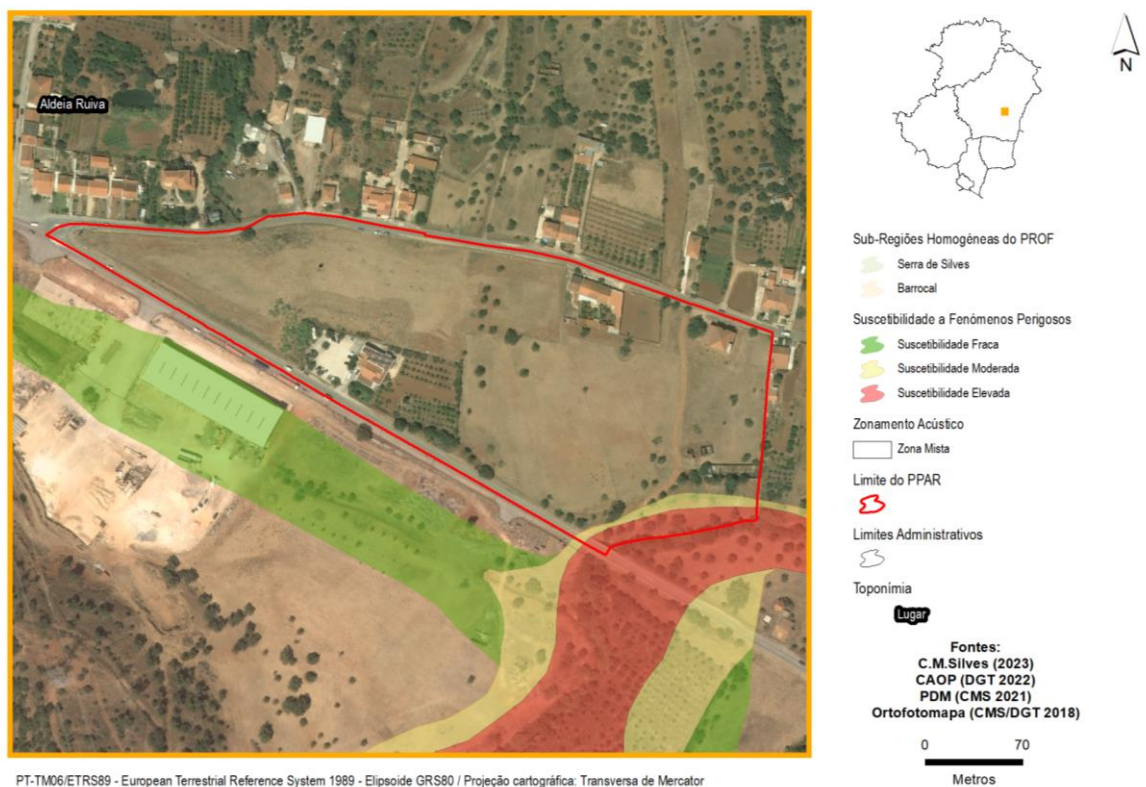 Aldeia Ruiva
N
Sub-Regiões Homogéneas do PROF
Serra de Silves
Barrocal
Suscetibilidade a Fenómenos Perigosos
Suscetibilidade Fraca
Suscetibilidade Moderada
Suscetibilidade Elevada
Zonamento Acústico
Zona Mista
Limite do PPAR
Limites Administrativos
Toponímia
Lugar
Fontes:
C.M.Silves (2023)
CAOP (DGT 2022)
PDM (CMS 2021)
Ortofotomapa (CMS/DGT 2018)
0 70
Metros
PT-TM06/ETRS89 - European Terrestrial Reference System 1989 - Elipsoide GRS80 / Projeção cartográfica: Transversa de Mercator